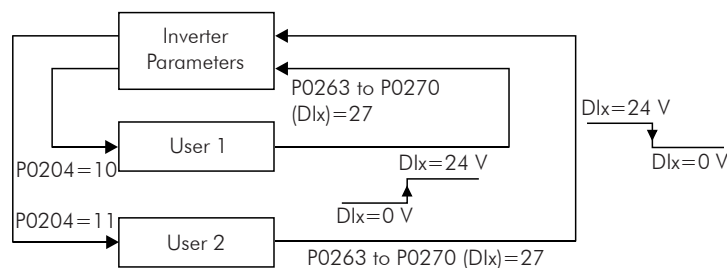 Inverter
Parameters
P0263 to P0270
(DIx)=27
DIx=24 V
DIx=0 V
User 1
P0204=10
DIx=24 V
DIx=0 V
P0204=11
User 2
P0263 to P0270 (DIx)=27